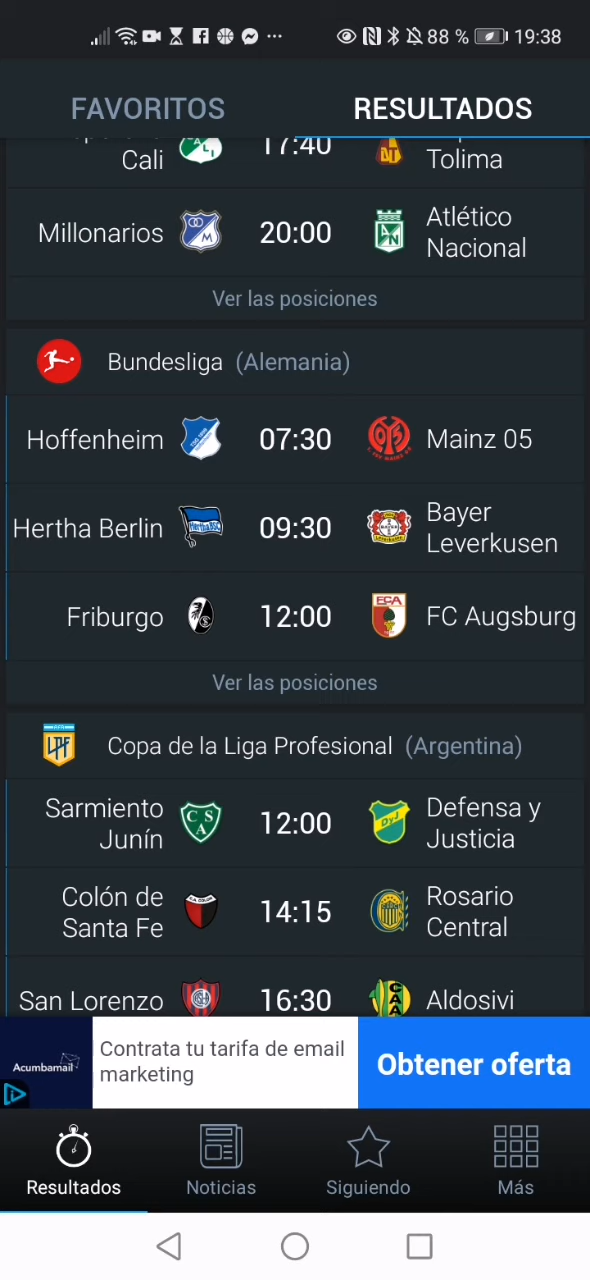 88 % 19:38
FAVORITOS RESULTADOS
Cali 17:40 Tolima
Millonarios 20:00 Atlético
Nacional
Ver las posiciones
Bundesliga (Alemania)
Hoffenheim 07:30 Mainz 05
Hertha Berlin 09:30 Bayer
Leverkusen
Friburgo 12:00 FC Augsburg
Ver las posiciones
Copa de la Liga Profesional (Argentina)
Sarmiento
Junín 12:00 Defensa y
Justicia
Colón de
Santa Fe 14:15 Rosario
Central
San Lorenzo 16:30 Aldosivi
Acumbamail
Contrata tu tarifa de email
marketing
Obtener oferta
Resultados Noticias Siguiendo Más